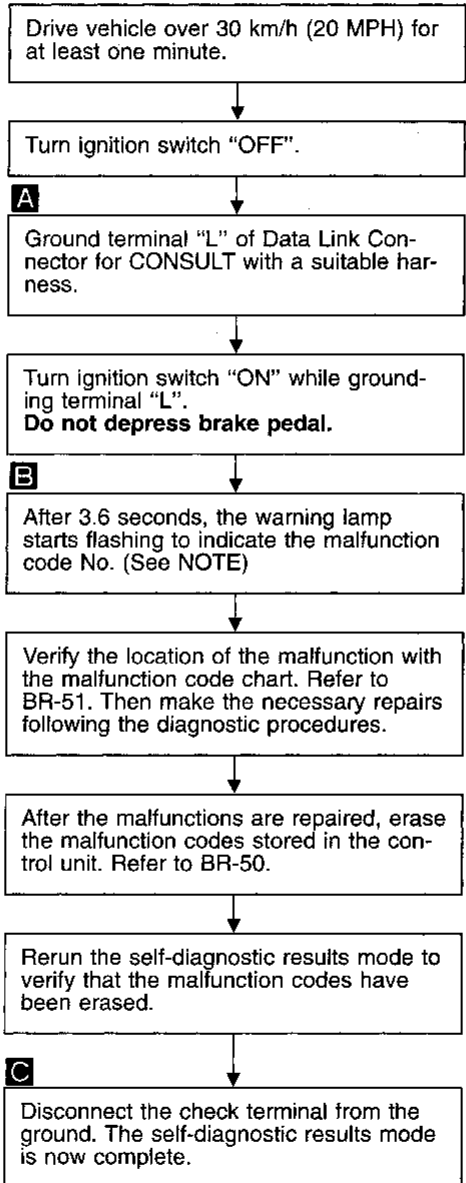 Drive vehicle over 30 km/h (20 MPH) for
at least one minute.
Turn ignition switch “OFF”.
A
Ground terminal “L” of Data Link Con-
nector for CONSULT with a suitable har-
ness.
Turn ignition switch “ON” while ground-
ing terminal “L”.
Do not depress brake pedal.
B
After 3.6 seconds, the warning lamp
starts flashing to indicate the malfunction
code No. (See NOTE)
Verify the location of the malfunction with
the malfunction code chart. Refer to
BR-51. Then make the necessary repairs
following the diagnostic procedures.
After the malfunctions are repaired, erase
the malfunction codes stored in the con-
trol unit. Refer to BR-50.
Rerun the self-diagnostic results mode to
verify that the malfunction codes have
been erased.
C
Disconnect the check terminal from the
ground. The self-diagnostic results mode
is now complete.